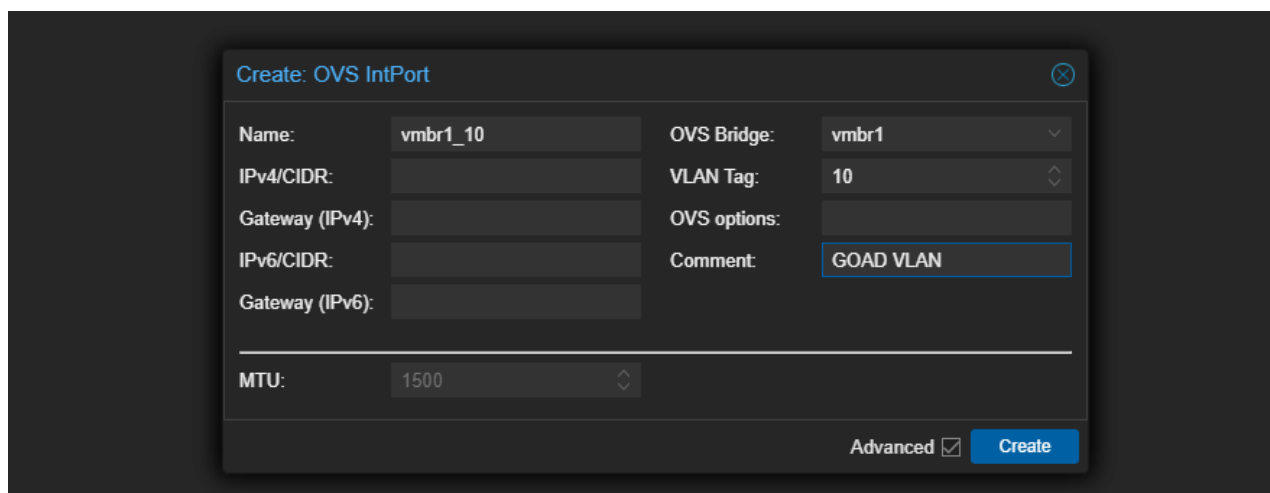 Create: OVS IntPort
Name: vmbr1_10 OVS Bridge: vmbr1
IPv4/CIDR: VLAN Tag: 10
Gateway (IPv4): OVS options:
IPv6/CIDR: Comment: GOAD VLAN
Gateway (IPv6):
MTU: 1500
Advanced Create